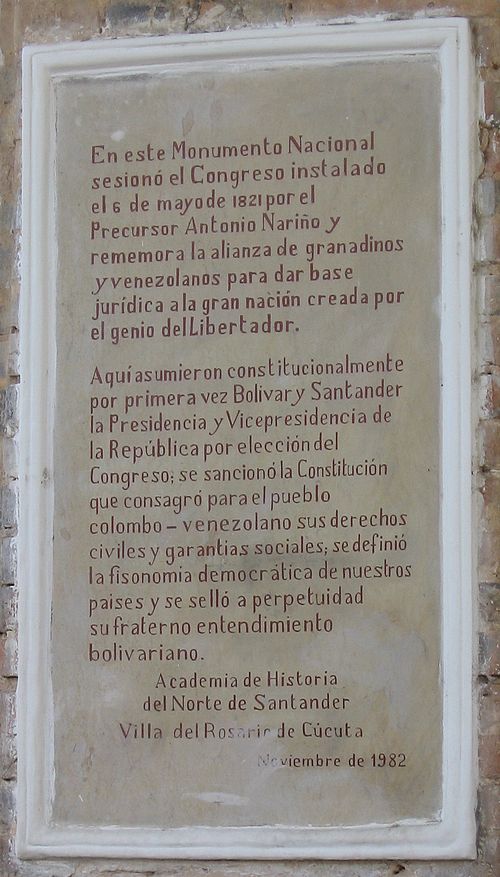 En este Monumento Nacional
sesionó el Congreso instalado
el 6 de mayo de 1821 por el
Precursor Antonio Nariño y
rememora la alianza de granadinos
y venezolanos para dar base
jurídica a la gran nación creada por
el genio del Libertador.
Aquí asumieron constitucionalmente
por primera vez Bolivar y Santander
la Presidencia y Vicepresidencia de
la República por elección del
Congreso; se sancionó la Constitución
que consagró para el pueblo
colombo - venezolano sus derechos
civiles y garantias sociales; se definió
la fisonomia democrática de nuestros
paises y se selló a perpetuidad
su fraterno entendimiento
bolivariano.
Academia de Historia
del Norte de Santander
Villa del Rosario de Cúcuta
Noviembre de 1982